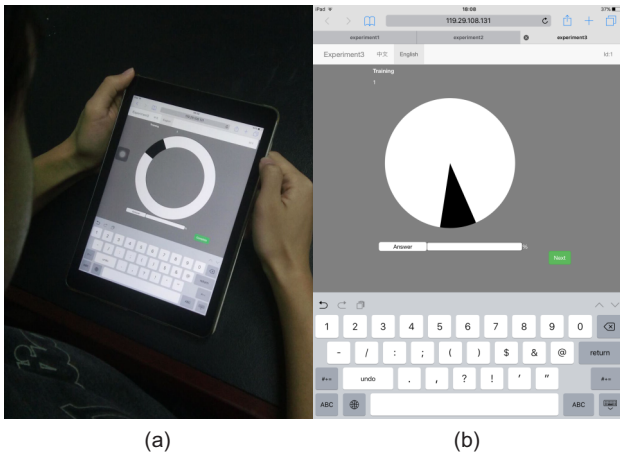 iPad 18:08 37%
119.29.108.131
experiment1 experiment2 experiment3
Experiment3 中文 English Id:1
Training
1
Answer %
Next
1 2 3 4 5 6 7 8 9 0
- / : ; ( ) $ & @ return
#+= undo . , ? ! ' " #+=
ABC ABC
(a) (b)